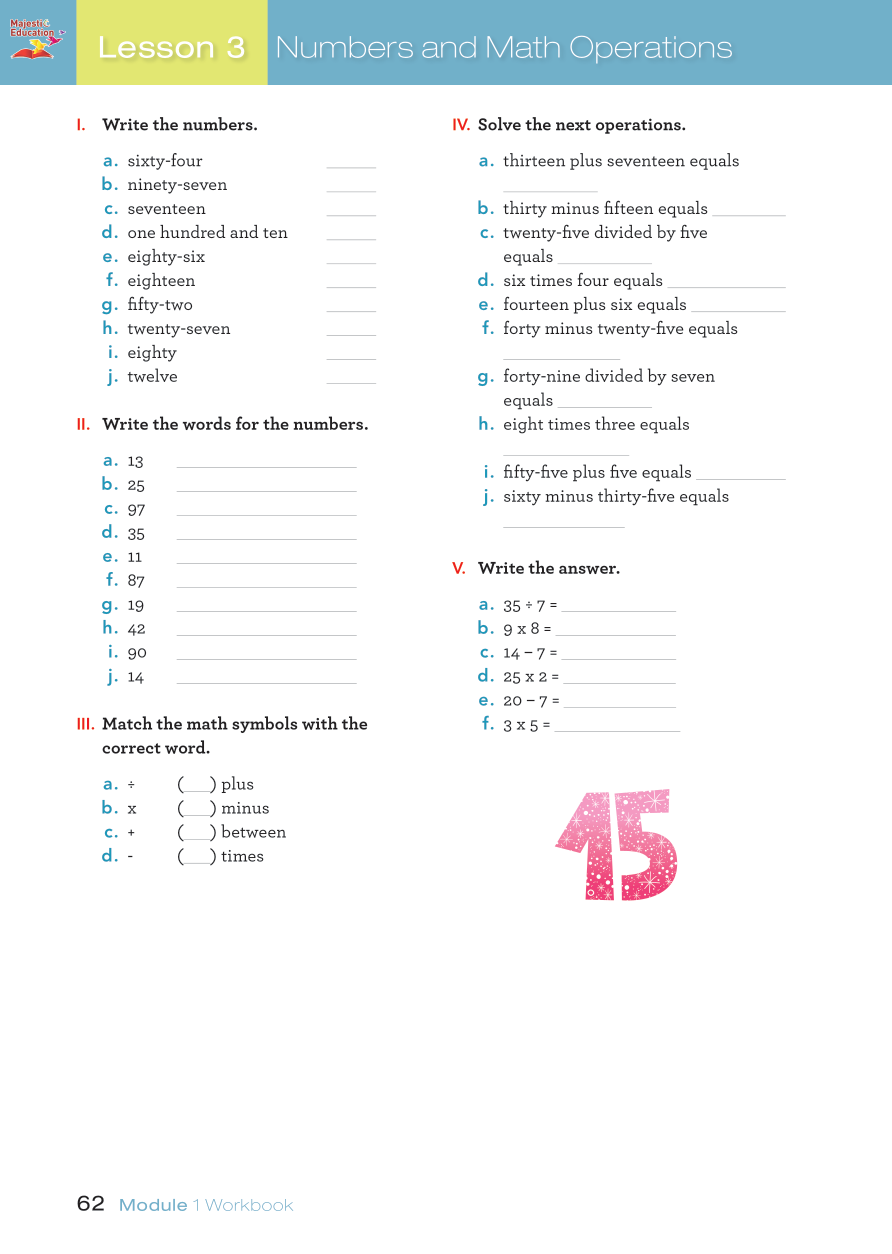 Majestic Education
Lesson 3 Numbers and Math Operations
I. Write the numbers.
a. sixty-four ______
b. ninety-seven ______
c. seventeen ______
d. one hundred and ten ______
e. eighty-six ______
f. eighteen ______
g. fifty-two ______
h. twenty-seven ______
i. eighty ______
j. twelve ______
II. Write the words for the numbers.
a. 13 ______
b. 25 ______
c. 97 ______
d. 35 ______
e. 11 ______
f. 87 ______
g. 19 ______
h. 42 ______
i. 90 ______
j. 14 ______
III. Match the math symbols with the
correct word.
a. ÷ (___) plus
b. x (___) minus
c. + (___) between
d. - (___) times
IV. Solve the next operations.
a. thirteen plus seventeen equals
______
b. thirty minus fifteen equals ______
c. twenty-five divided by five
equals ______
d. six times four equals ______
e. fourteen plus six equals ______
f. forty minus twenty-five equals
______
g. forty-nine divided by seven
equals ______
h. eight times three equals
______
i. fifty-five plus five equals ______
j. sixty minus thirty-five equals
______
V. Write the answer.
a. 35 ÷ 7 = ______
b. 9 x 8 = ______
c. 14 – 7 = ______
d. 25 x 2 = ______
e. 20 – 7 = ______
f. 3 x 5 = ______
15
62 Module 1 Workbook